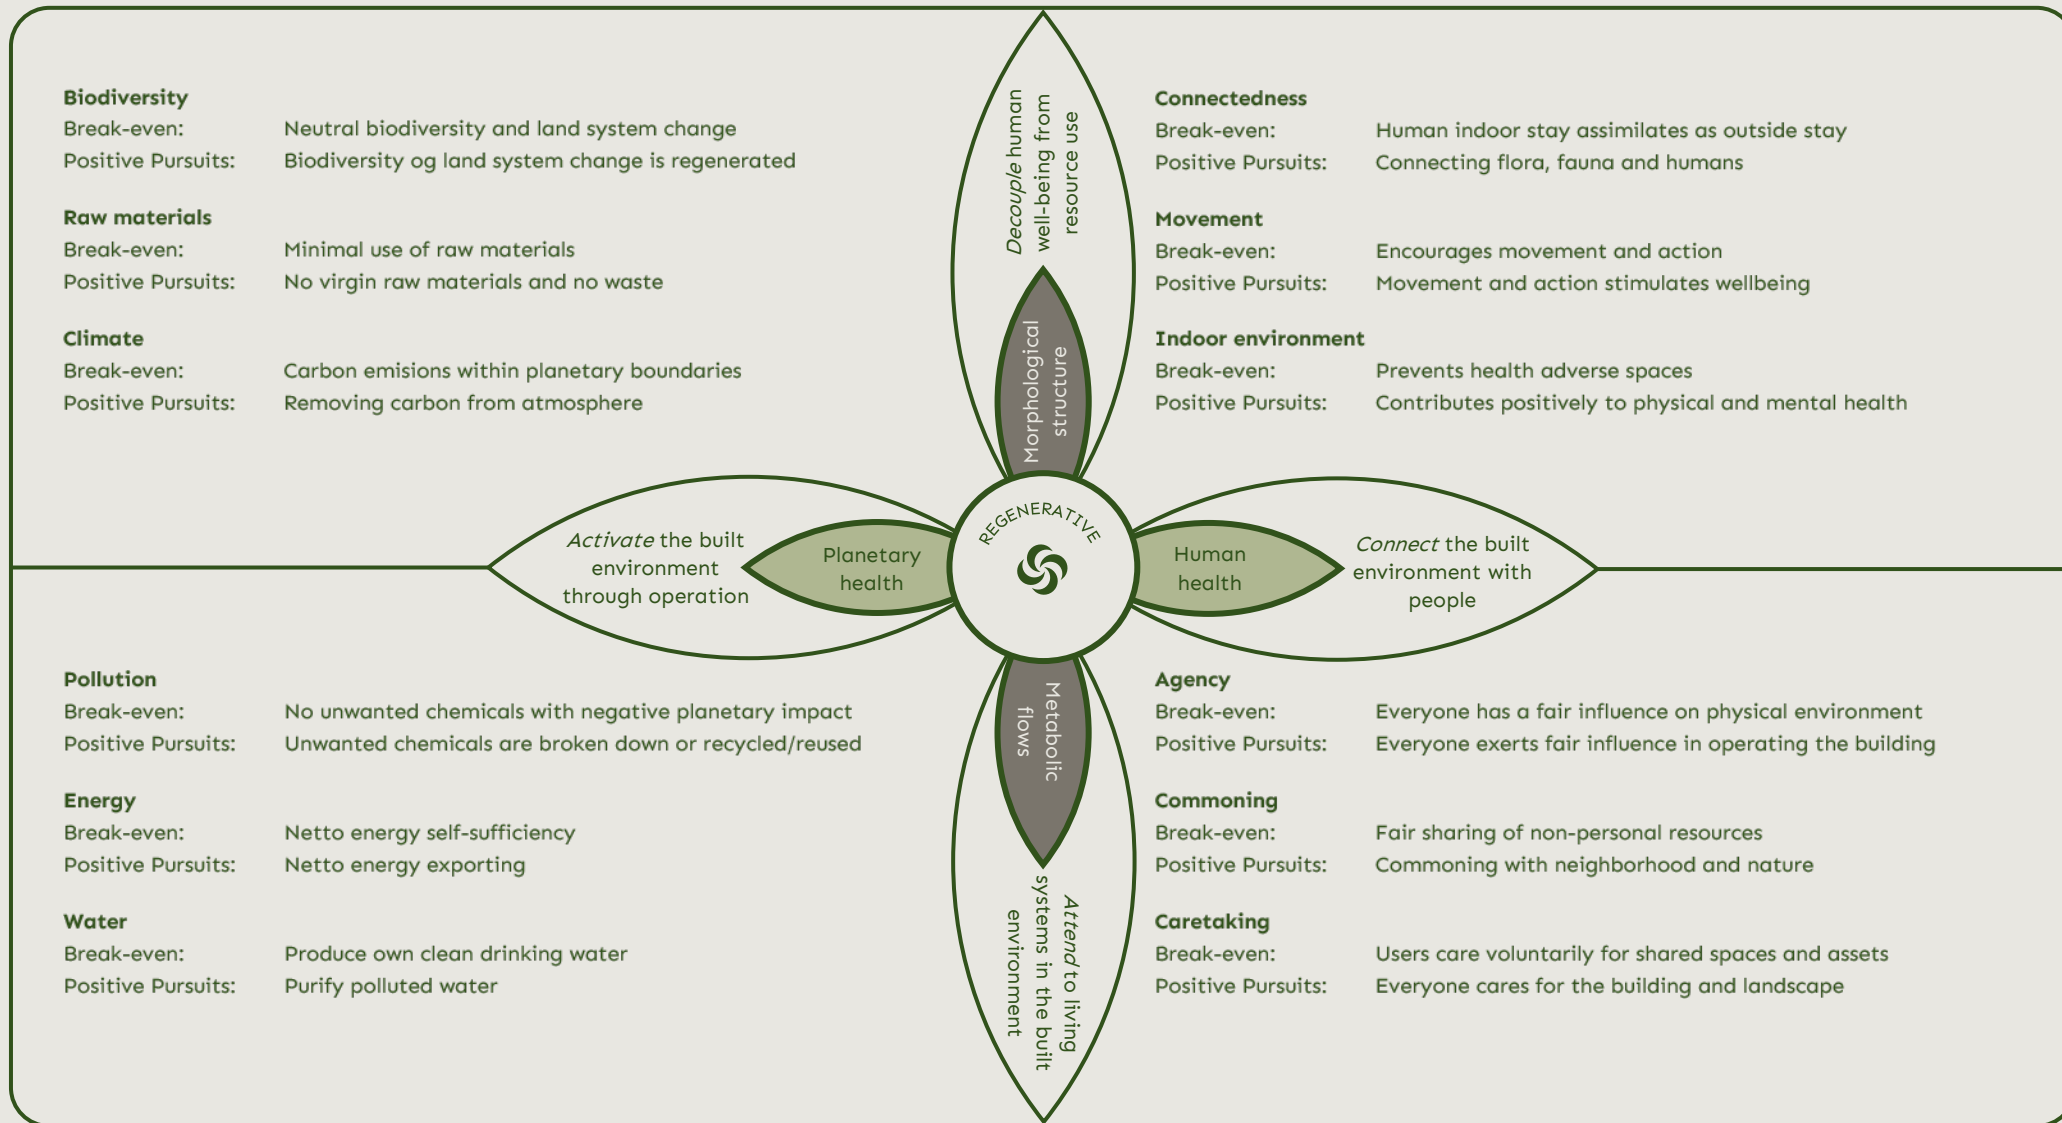 Biodiversity
Break-even: Neutral biodiversity and land system change
Positive Pursuits: Biodiversity og land system change is regenerated
Raw materials
Break-even: Minimal use of raw materials
Positive Pursuits: No virgin raw materials and no waste
Climate
Break-even: Carbon emisions within planetary boundaries
Positive Pursuits: Removing carbon from atmosphere
Decouple human
well-being from
resource use
Morphological
structure
Connectedness
Break-even: Human indoor stay assimilates as outside stay
Positive Pursuits: Connecting flora, fauna and humans
Movement
Break-even: Encourages movement and action
Positive Pursuits: Movement and action stimulates wellbeing
Indoor environment
Break-even: Prevents health adverse spaces
Positive Pursuits: Contributes positively to physical and mental health
Activate the built
environment
through operation
Planetary
health
REGENERATIVE
Human
health
Connect the built
environment with
people
Pollution
Break-even: No unwanted chemicals with negative planetary impact
Positive Pursuits: Unwanted chemicals are broken down or recycled/reused
Energy
Break-even: Netto energy self-sufficiency
Positive Pursuits: Netto energy exporting
Water
Break-even: Produce own clean drinking water
Positive Pursuits: Purify polluted water
Metabolic
flows
Attend to living
systems in the built
environment
Agency
Break-even: Everyone has a fair influence on physical environment
Positive Pursuits: Everyone exerts fair influence in operating the building
Commoning
Break-even: Fair sharing of non-personal resources
Positive Pursuits: Commoning with neighborhood and nature
Caretaking
Break-even: Users care voluntarily for shared spaces and assets
Positive Pursuits: Everyone cares for the building and landscape